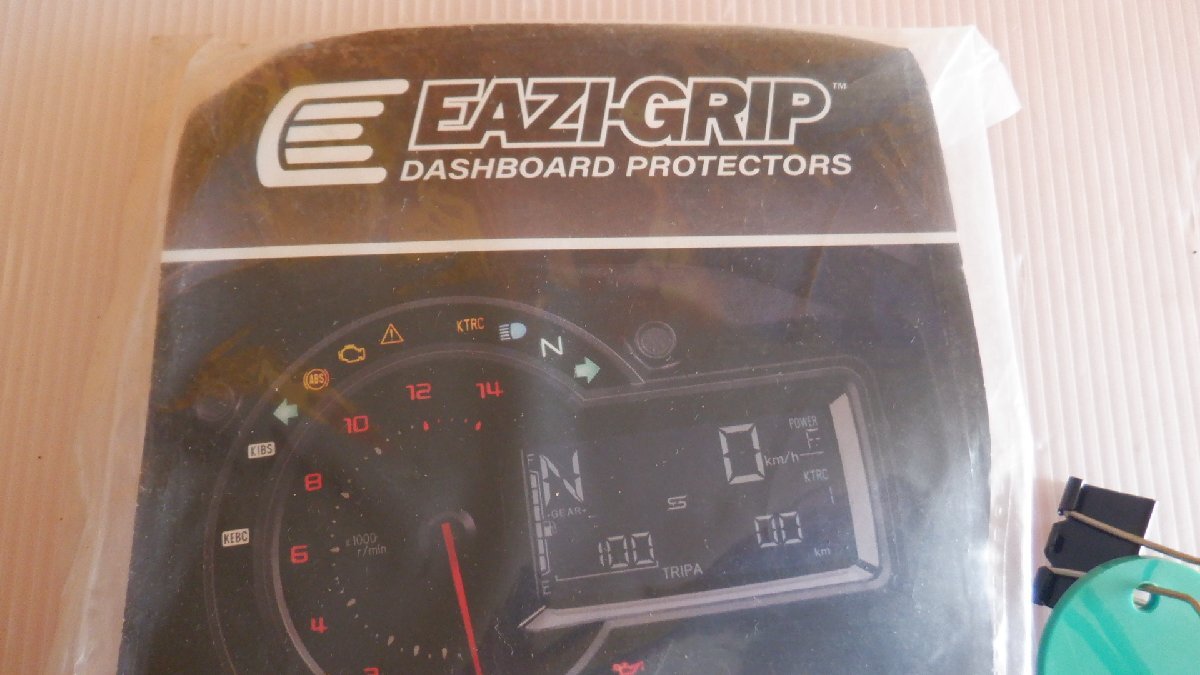 EAZI-GRIP™
DASHBOARD PROTECTORS
KTRC
N
ABS
12
14
10
KIBS
8
KEBC
6
4
x1000
r/min
F
N
-GEAR-
E
S
0
km/h
POWER
F
KTRC
1
100
TRIPA
00
km